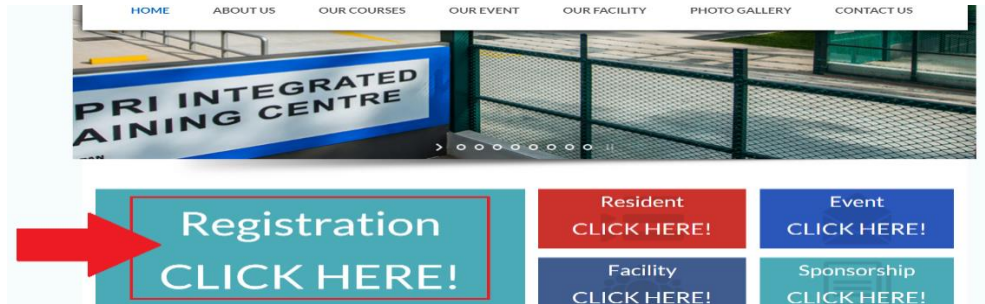 HOME ABOUT US OUR COURSES OUR EVENT OUR FACILITY PHOTO GALLERY CONTACT US
PRI INTEGRATED
AINING CENTRE
Registration
CLICK HERE!
Resident
CLICK HERE!
Event
CLICK HERE!
Facility
CLICK HERE!
Sponsorship
CLICK HERE!